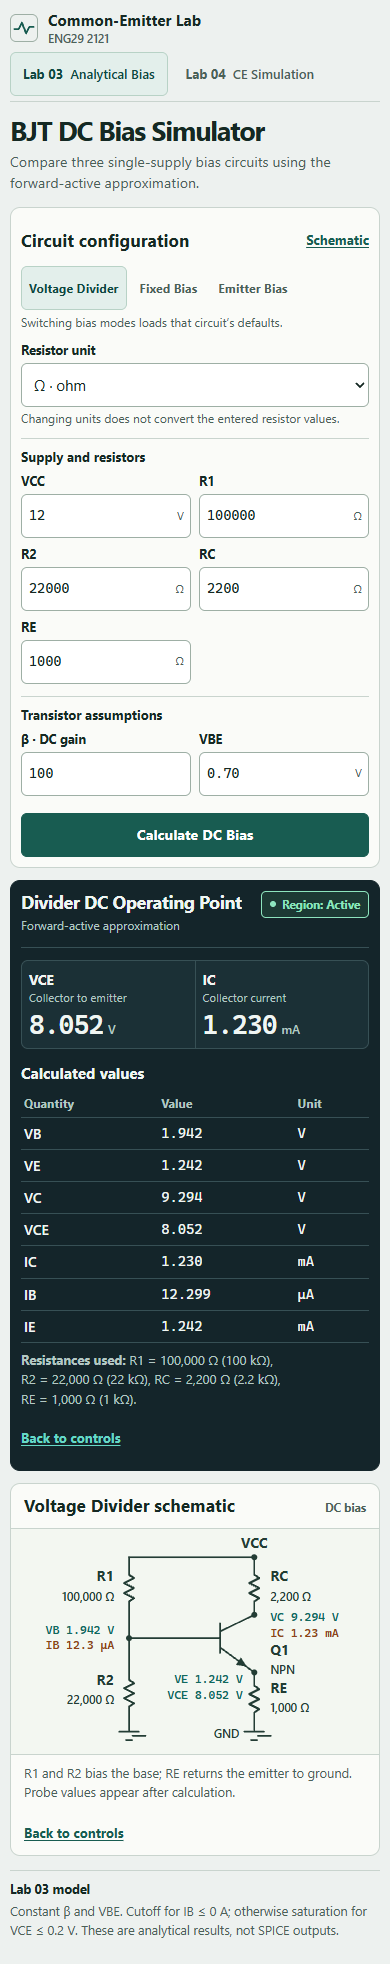 Common-Emitter Lab
ENG29 2121
Lab 03 Analytical Bias Lab 04 CE Simulation
BJT DC Bias Simulator
Compare three single-supply bias circuits using the
forward-active approximation.
Circuit configuration Schematic
Voltage Divider Fixed Bias Emitter Bias
Switching bias modes loads that circuit's defaults.
Resistor unit
Ω · ohm
Changing units does not convert the entered resistor values.
Supply and resistors
VCC R1
12 V 100000 Ω
R2 RC
22000 Ω 2200 Ω
RE
1000 Ω
Transistor assumptions
β · DC gain VBE
100 0.70 V
Calculate DC Bias
Divider DC Operating Point Region: Active
Forward-active approximation
VCE IC
Collector to emitter Collector current
8.052 V 1.230 mA
Calculated values
Quantity Value Unit
VB 1.942 V
VE 1.242 V
VC 9.294 V
VCE 8.052 V
IC 1.230 mA
IB 12.299 μA
IE 1.242 mA
Resistances used: R1 = 100,000 Ω (100 kΩ),
R2 = 22,000 Ω (22 kΩ), RC = 2,200 Ω (2.2 kΩ),
RE = 1,000 Ω (1 kΩ).
Back to controls
Voltage Divider schematic DC bias
VCC
R1 RC
100,000 Ω 2,200 Ω
VC 9.294 V
VB 1.942 V IC 1.23 mA
IB 12.3 μA
Q1
NPN
R2 VE 1.242 V RE
22,000 Ω VCE 8.052 V
1,000 Ω
GND
R1 and R2 bias the base; RE returns the emitter to ground.
Probe values appear after calculation.
Back to controls
Lab 03 model
Constant β and VBE. Cutoff for IB ≤ 0 A; otherwise saturation for
VCE ≤ 0.2 V. These are analytical results, not SPICE outputs.